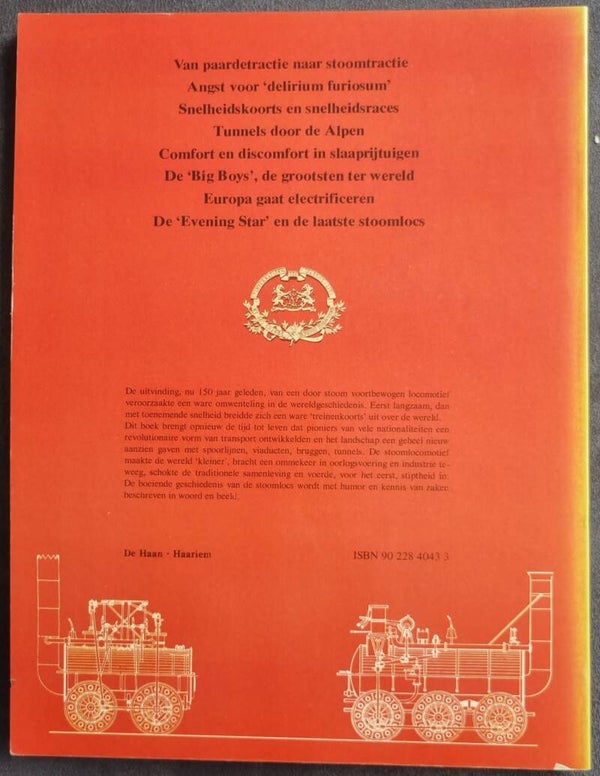 Van paardetractie naar stoomtractie
Angst voor ‘delirium furiosum’
Snelheidskoorts en snelheidsraces
Tunnels door de Alpen
Comfort en discomfort in slaaprijtuigen
De ‘Big Boys’, de grootsten ter wereld
Europa gaat electrificeren
De ‘Evening Star’ en de laatste stoomlocs
De uitvinding, nu 150 jaar geleden, van een door stoom voortbewogen locomotief
veroorzaakte een ware omwenteling in de wereldgeschiedenis. Eerst langzaam, dan
met toenemende snelheid breidde zich een ware ‘treinenkoorts’ uit over de wereld.
Dit boek brengt opnieuw de tijd tot leven dat pioniers van vele nationaliteiten een
revolutionaire vorm van transport ontwikkelden en het landschap een geheel nieuw
aanzien gaven met spoorlijnen, viaducten, bruggen, tunnels. De stoomlocomotief
maakte de wereld ‘kleiner’, bracht een ommekeer in oorlogsvoering en industrie te-
weeg, schokte de traditionele samenleving en voerde, voor het eerst, stiptheid in.
De boeiende geschiedenis van de stoomlocs wordt met humor en kennis van zaken
beschreven in woord en beeld.
De Haan · Haarlem
ISBN 90 228 4043 3